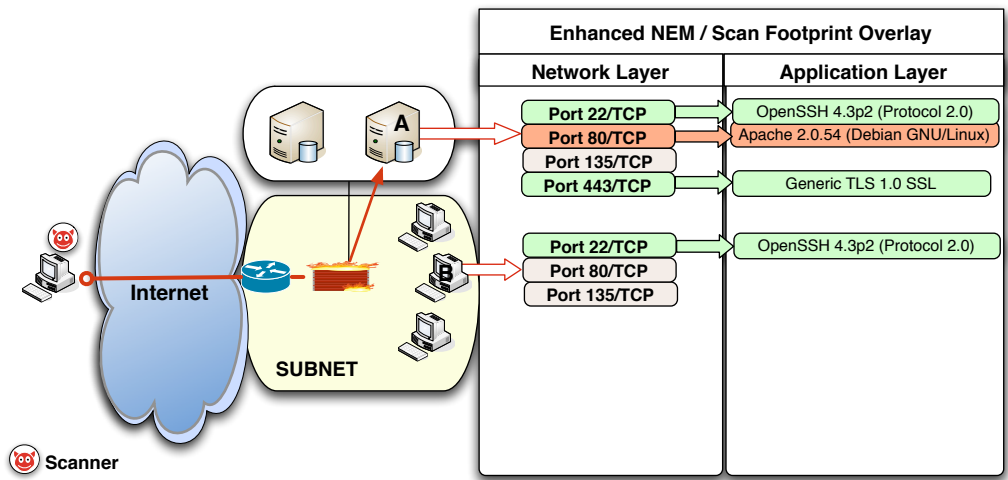 Enhanced NEM / Scan Footprint Overlay
Network Layer
Application Layer
Port 22/TCP
OpenSSH 4.3p2 (Protocol 2.0)
Port 80/TCP
Apache 2.0.54 (Debian GNU/Linux)
Port 135/TCP
Port 443/TCP
Generic TLS 1.0 SSL
Port 22/TCP
OpenSSH 4.3p2 (Protocol 2.0)
Port 80/TCP
Port 135/TCP
A
B
Internet
SUBNET
Scanner